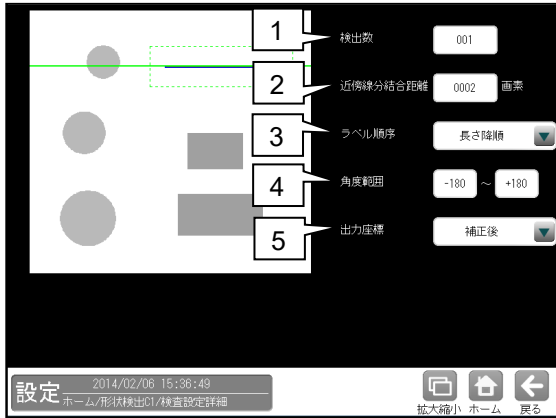 1 検出数 001
2 近傍線分結合距離 0002 画素
3 ラベル順序 長さ降順
4 角度範囲 -180 ~ +180
5 出力座標 補正後
設定 2014/02/06 15:36:49
ホーム/形状検出C1/検査設定詳細
拡大縮小 ホーム 戻る